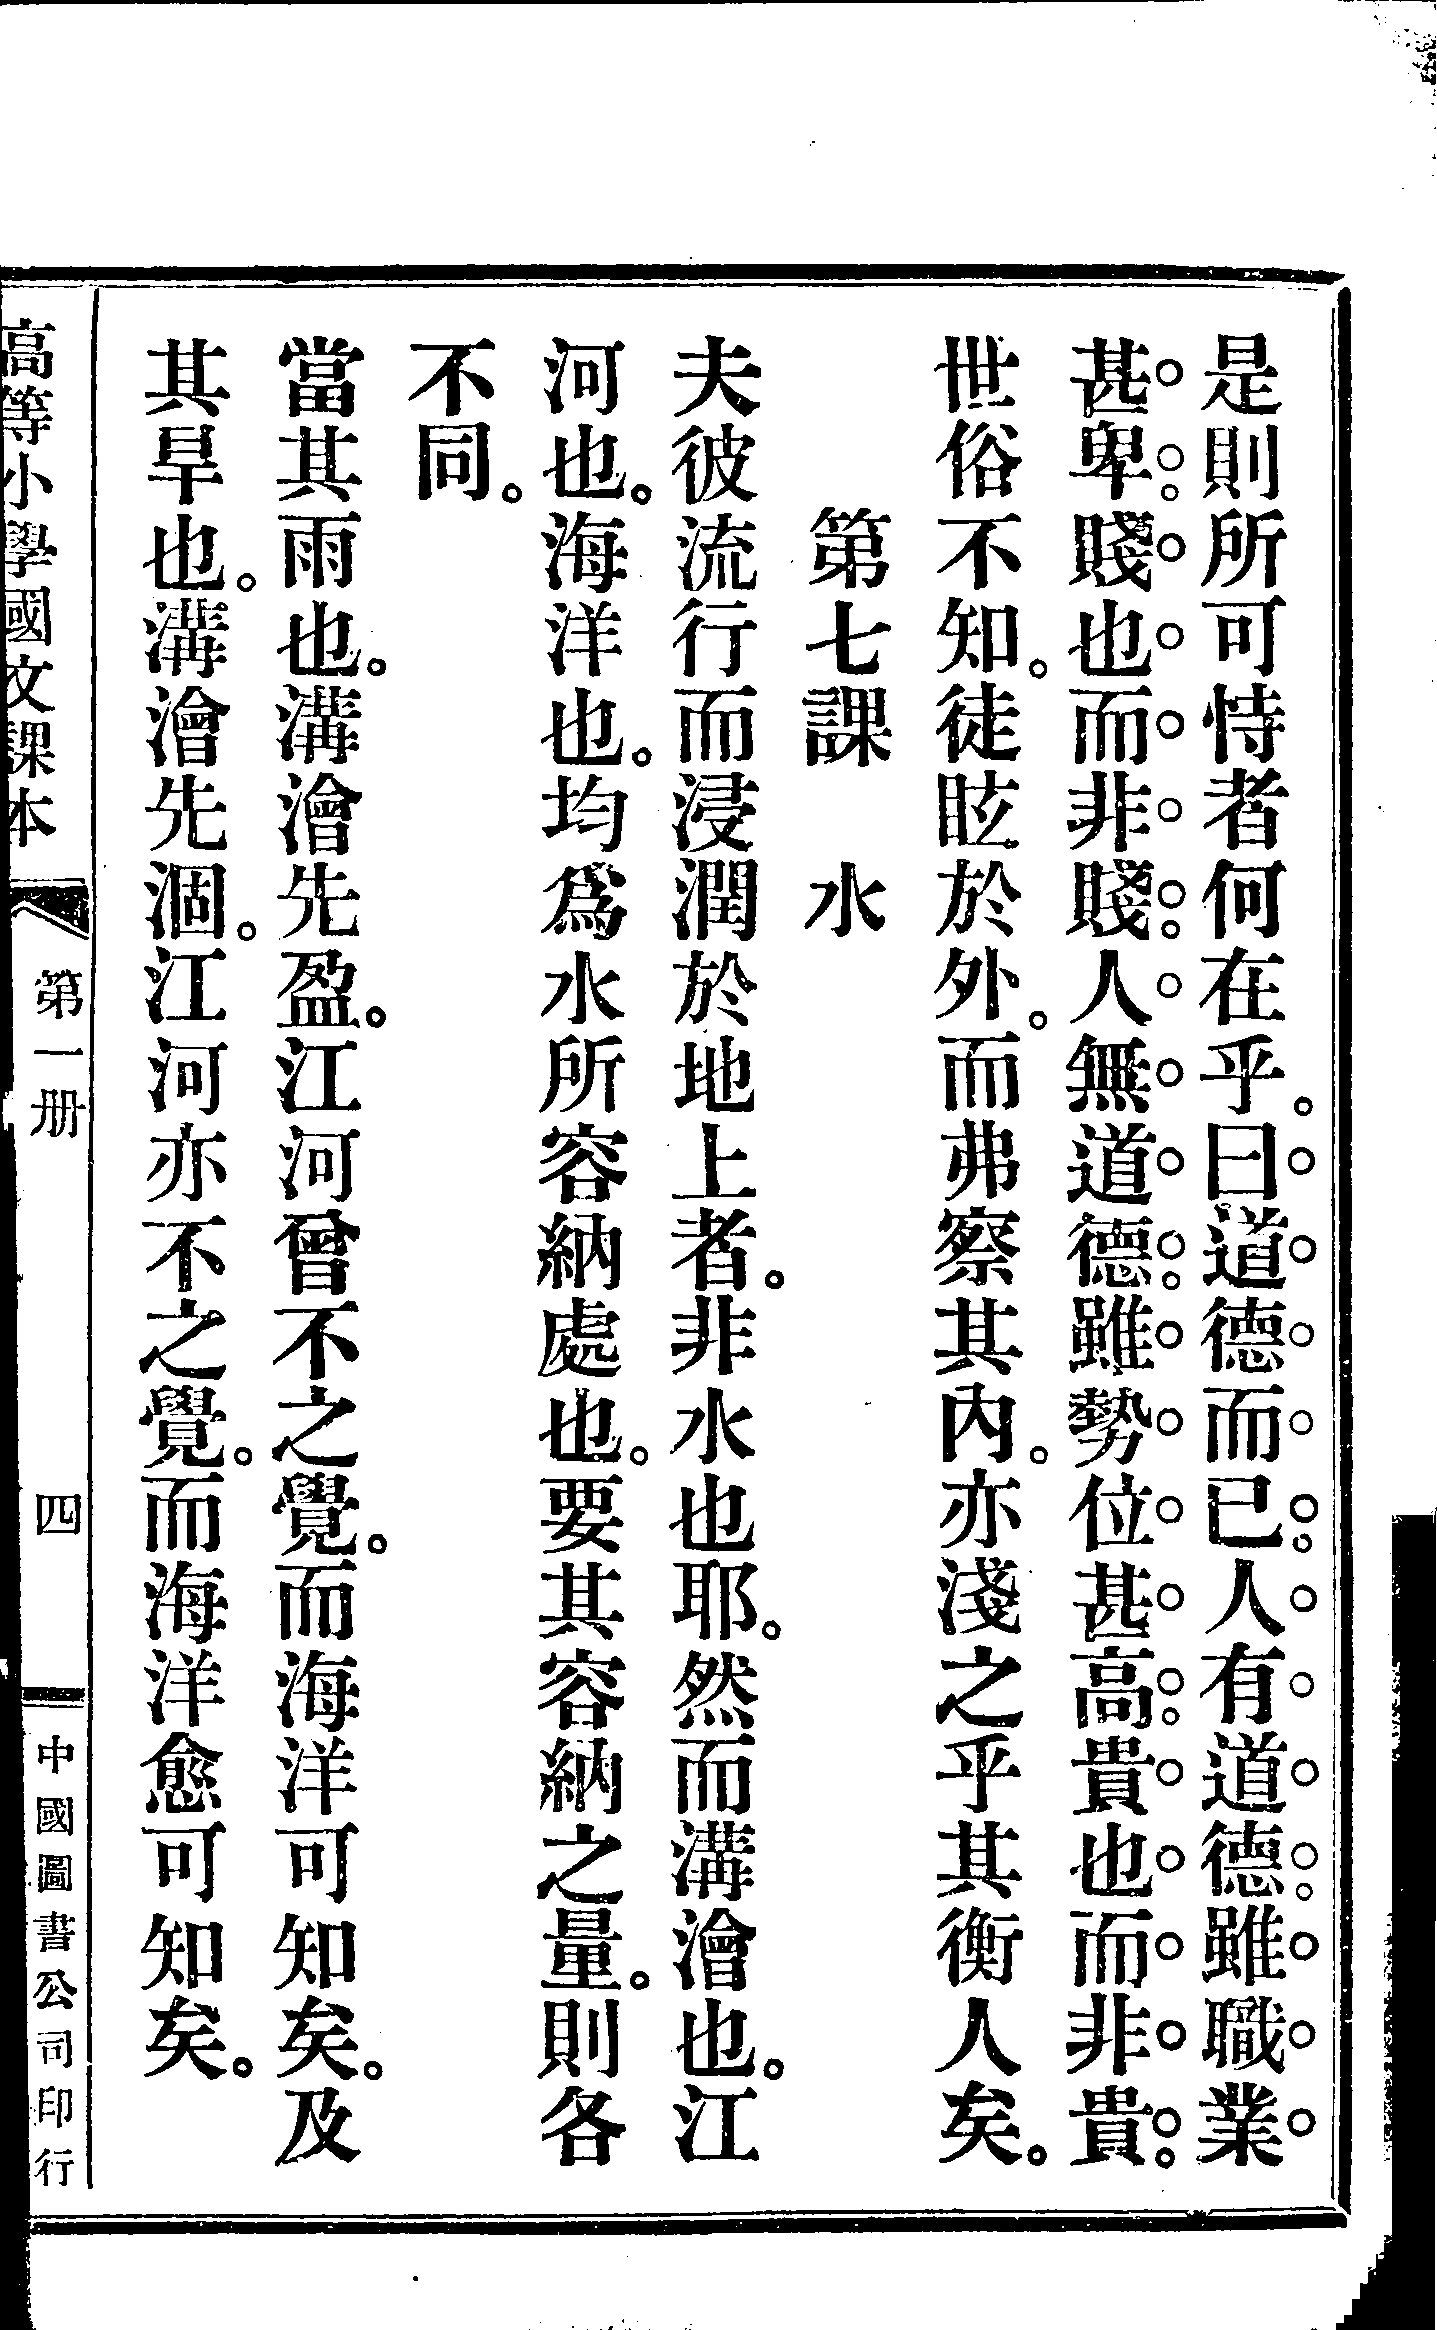 是則所可恃者何在乎。曰道德而已。人有道德。雖職業
甚卑。賤也而非賤。人無道德。雖勢位甚高。貴也而非貴。
世俗不知。徒眩於外。而弗察其內。亦淺之乎其衡人矣。
第七課　水
夫彼流行而浸潤於地上者。非水也耶。然而溝澮也。江
河也。海洋也。均爲水所容納處也。要其容納之量。則各
不同。
當其雨也。溝澮先盈。江河曾不之覺。而海洋可知矣。及
其旱也。溝澮先涸。江河亦不之覺。而海洋愈可知矣。
高等小學國文課本
第一册
四
中國圖書公司印行